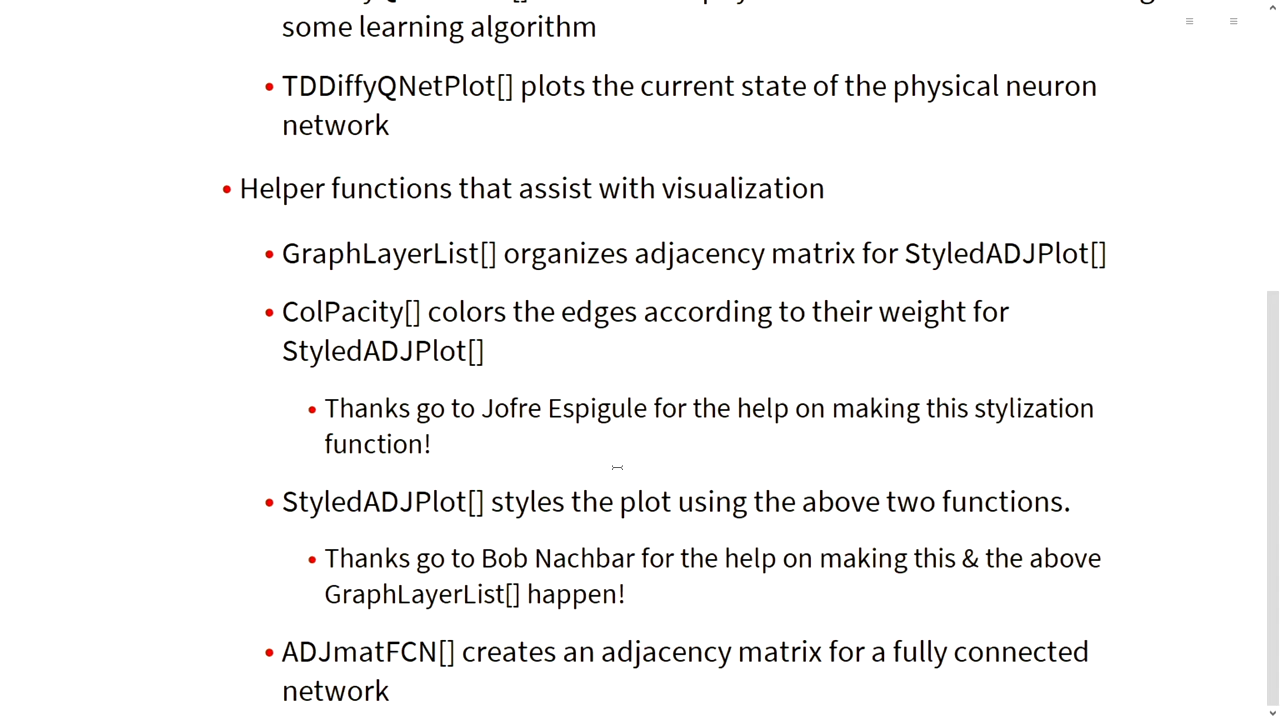 some learning algorithm
• TDDiffyQNetPlot[] plots the current state of the physical neuron
network
• Helper functions that assist with visualization
• GraphLayerList[] organizes adjacency matrix for StyledADJPlot[]
• ColPacity[] colors the edges according to their weight for
StyledADJPlot[]
• Thanks go to Jofre Espigule for the help on making this stylization
function!
• StyledADJPlot[] styles the plot using the above two functions.
• Thanks go to Bob Nachbar for the help on making this & the above
GraphLayerList[] happen!
• ADJmatFCN[] creates an adjacency matrix for a fully connected
network